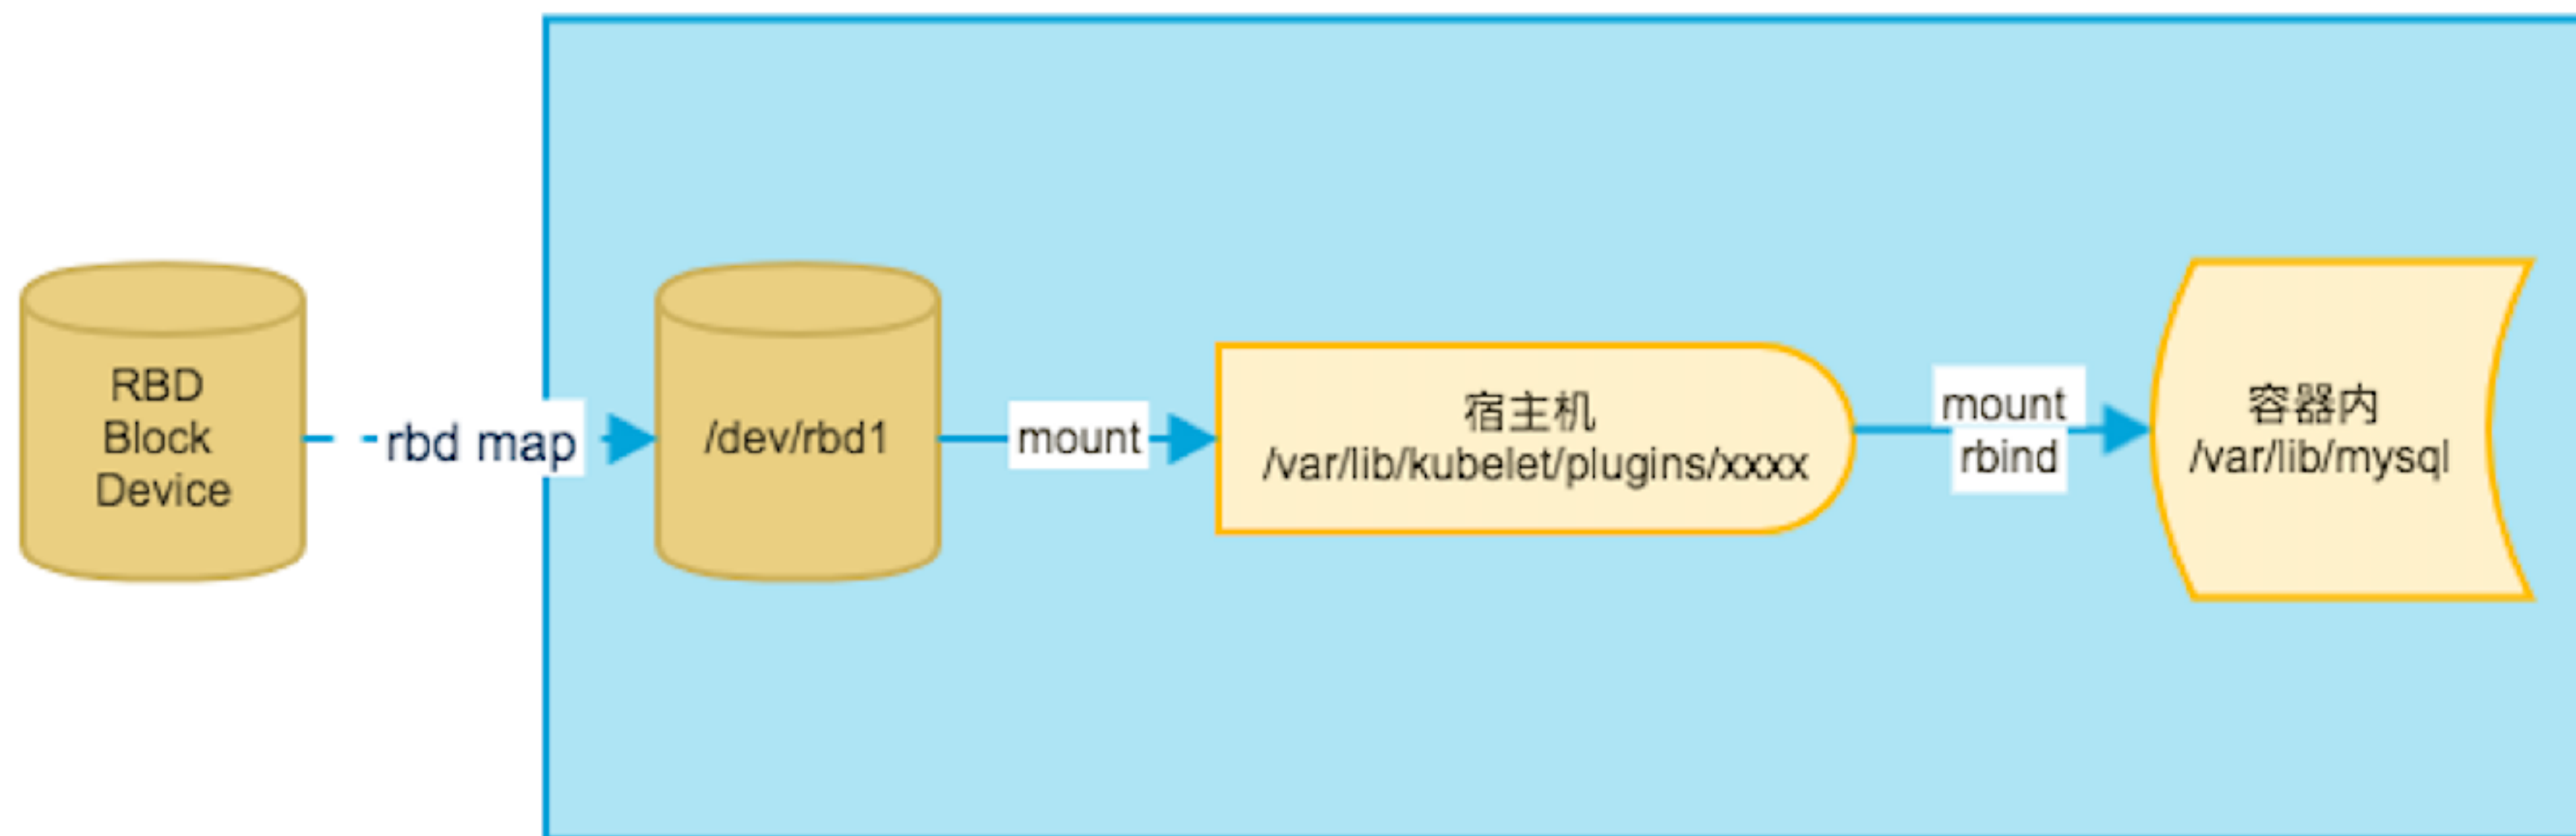 RBD
Block
Device
rbd map
/dev/rbd1
mount
宿主机
/var/lib/kubelet/plugins/xxxx
mount
rbind
容器内
/var/lib/mysql